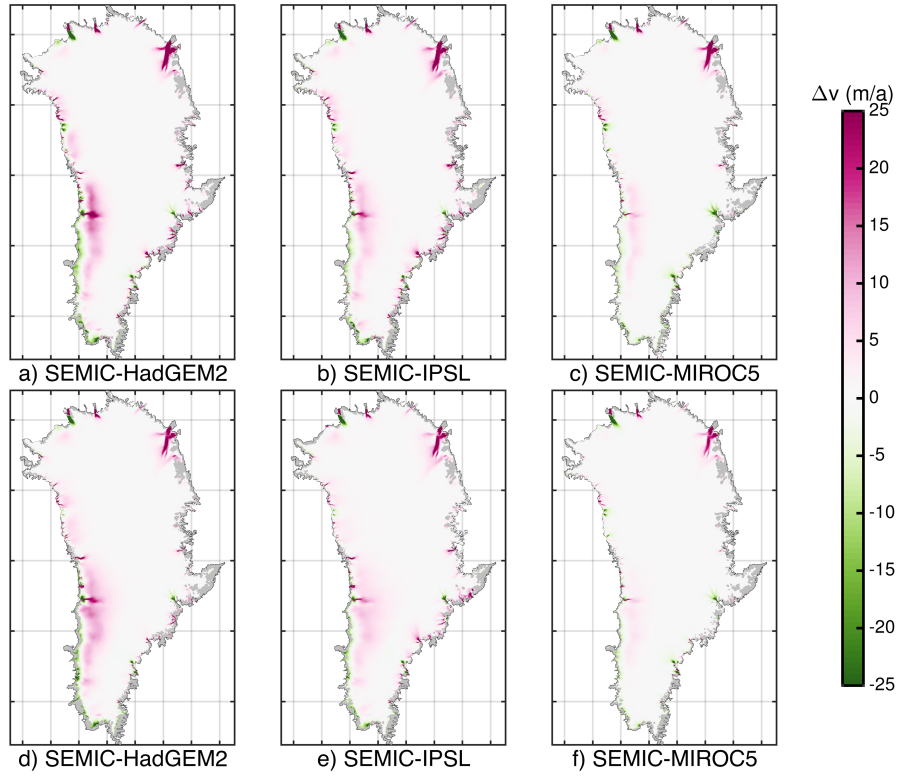 Δv (m/a)
25
20
15
10
5
0
-5
-10
-15
-20
-25
a) SEMIC-HadGEM2
b) SEMIC-IPSL
c) SEMIC-MIROC5
d) SEMIC-HadGEM2
e) SEMIC-IPSL
f) SEMIC-MIROC5